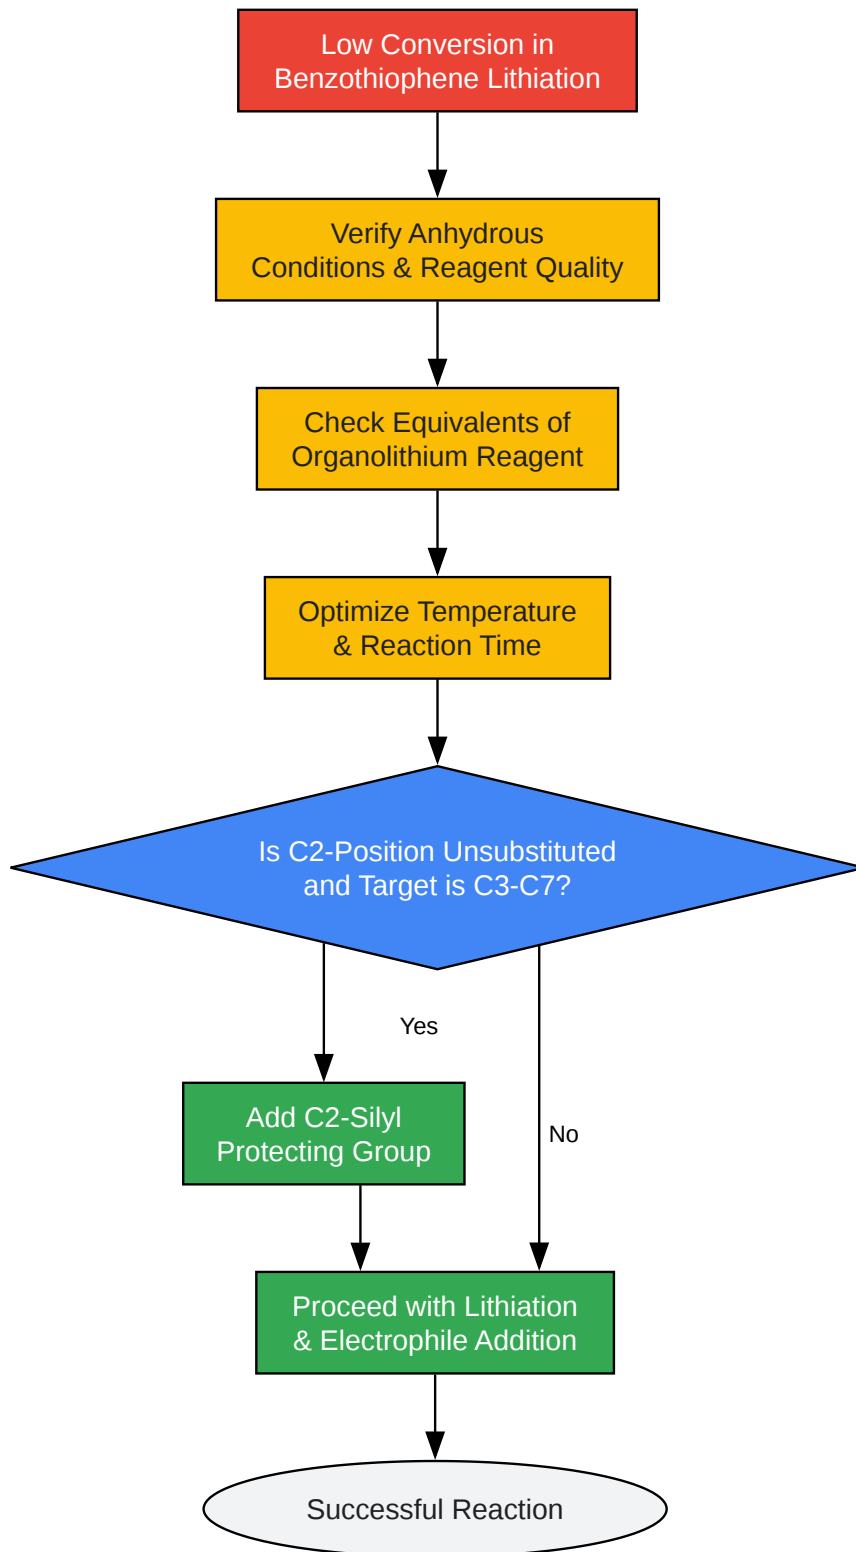 Low Conversion in
Benzothiophene Lithiation
Verify Anhydrous
Conditions & Reagent Quality
Check Equivalents of
Organolithium Reagent
Optimize Temperature
& Reaction Time
Is C2-Position Unsubstituted
and Target is C3-C7?
Yes
Add C2-Silyl
Protecting Group
No
Proceed with Lithiation
& Electrophile Addition
Successful Reaction